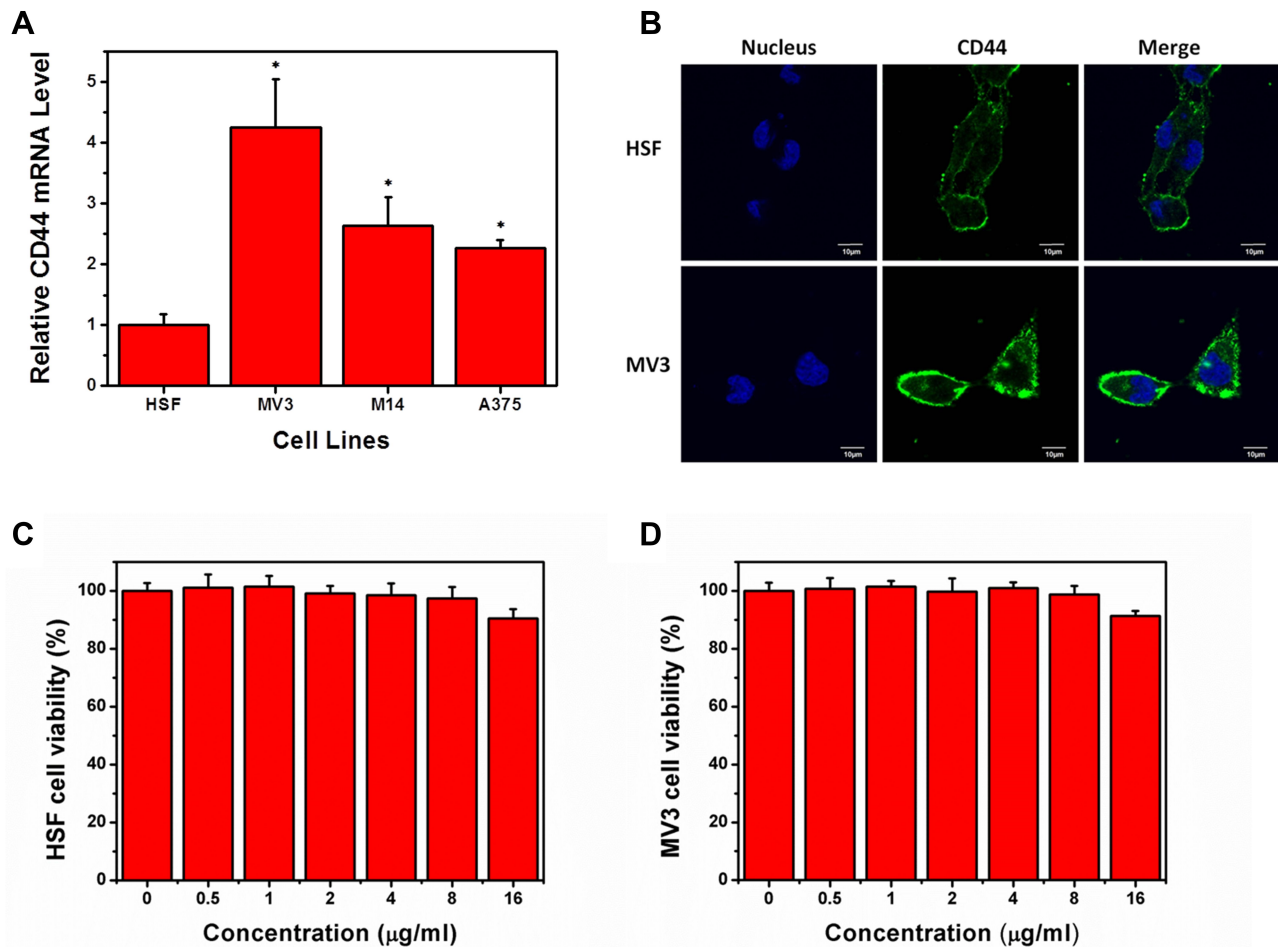 A
Relative CD44 mRNA Level
5
4
3
2
1
0
*
*
*
HSF
MV3
M14
A375
Cell Lines
B
Nucleus
CD44
Merge
HSF
10μm
10μm
10μm
MV3
10μm
10μm
10μm
C
HSF cell viability (%)
100
80
60
40
20
0
0
0.5
1
2
4
8
16
Concentration (μg/ml)
D
MV3 cell viability (%)
100
80
60
40
20
0
0
0.5
1
2
4
8
16
Concentration (μg/ml)